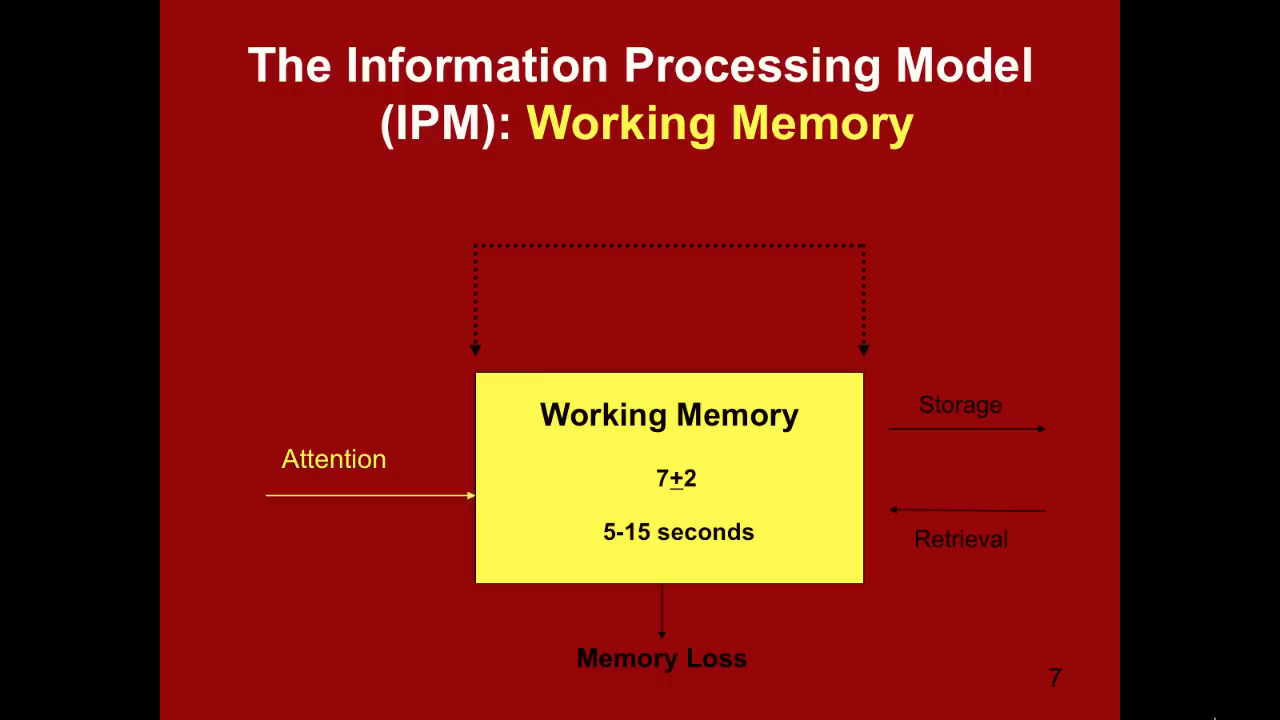 The Information Processing Model
(IPM): Working Memory
Working Memory
7±2
5-15 seconds
Attention
Storage
Retrieval
Memory Loss
7